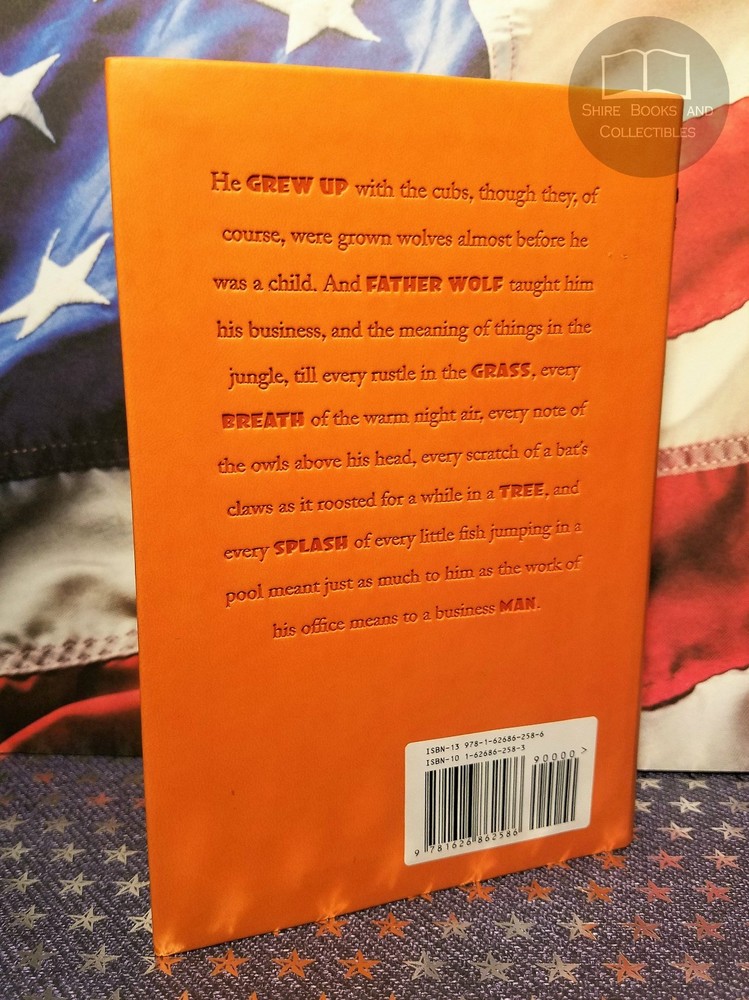 SHIRE BOOKS AND
COLLECTIBLES
He GREW UP with the cubs, though they, of
course, were grown wolves almost before he
was a child. And FATHER WOLF taught him
his business, and the meaning of things in the
jungle, till every rustle in the GRASS, every
BREATH of the warm night air, every note of
the owls above his head, every scratch of a bat's
claws as it roosted for a while in a TREE, and
every SPLASH of every little fish jumping in a
pool meant just as much to him as the work of
his office means to a business MAN.
ISBN-13 978-1-62686-258-6
ISBN-10 1-62686-258-3
90000>
9 781626 862586